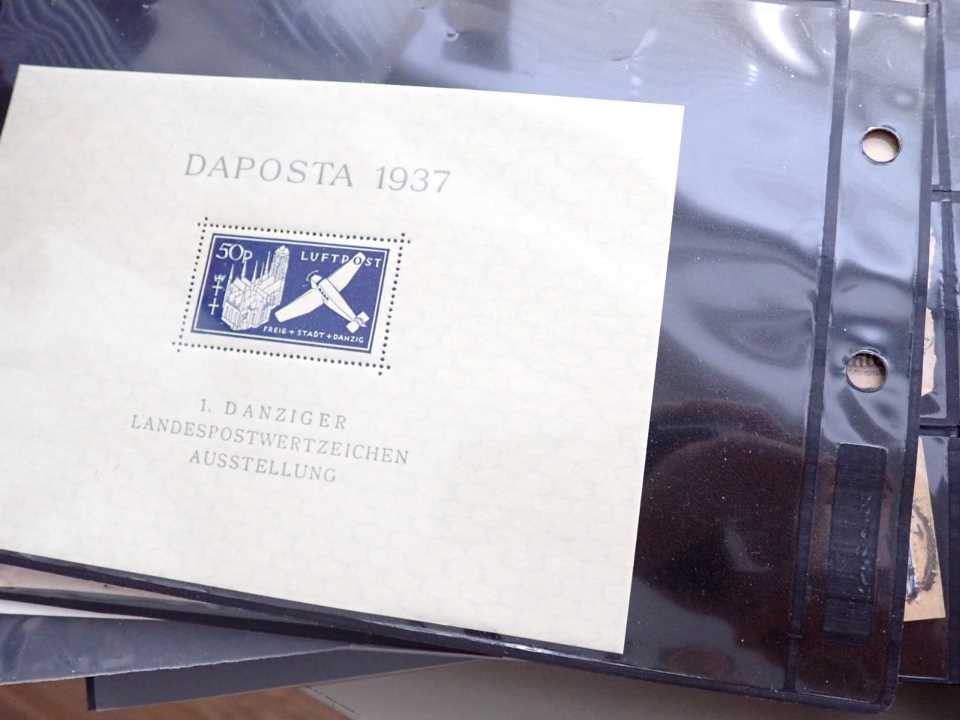 DAPOSTA 1937
50p
LUFTPOST
FREIE + STADT + DANZIG
1. DANZIGER
LANDESPOSTWERTZEICHEN
AUSSTELLUNG